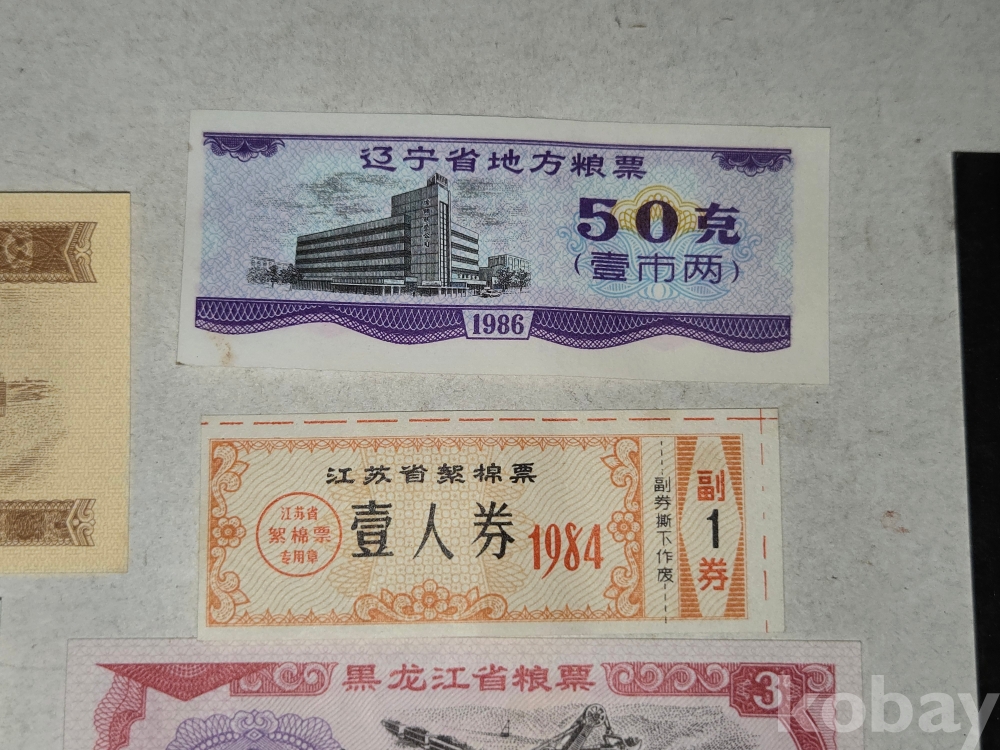 辽宁省地方粮票
50克
(壹市两)
1986
江苏省絮棉票
江苏省
絮棉票
专用章
壹人券
1984
副券撕下作废
副
1
券
黑龙江省粮票
3
kobay